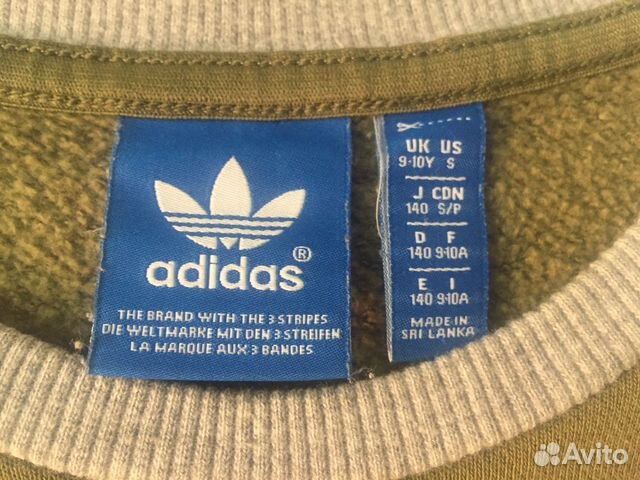 adidas®
THE BRAND WITH THE 3 STRIPES
DIE WELTMARKE MIT DEN 3 STREIFEN
LA MARQUE AUX 3 BANDES
UK US
9-10Y S
J CDN
140 S/P
D F
140 9-10A
E I
140 9-10A
MADE IN
SRI LANKA
Avito